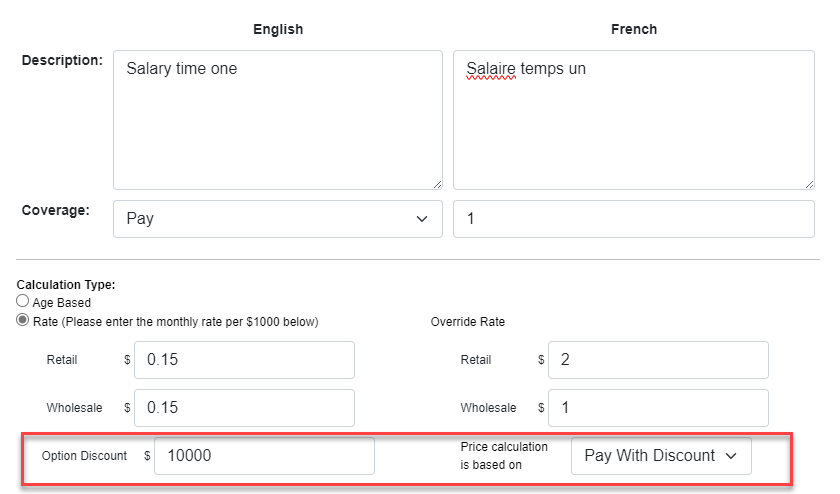 English French
Description: Salary time one Salaire temps un
Coverage: Pay 1
Calculation Type:
Age Based
Rate (Please enter the monthly rate per $1000 below) Override Rate
Retail $ 0.15 Retail $ 2
Wholesale $ 0.15 Wholesale $ 1
Option Discount $ 10000 Price calculation
is based on Pay With Discount